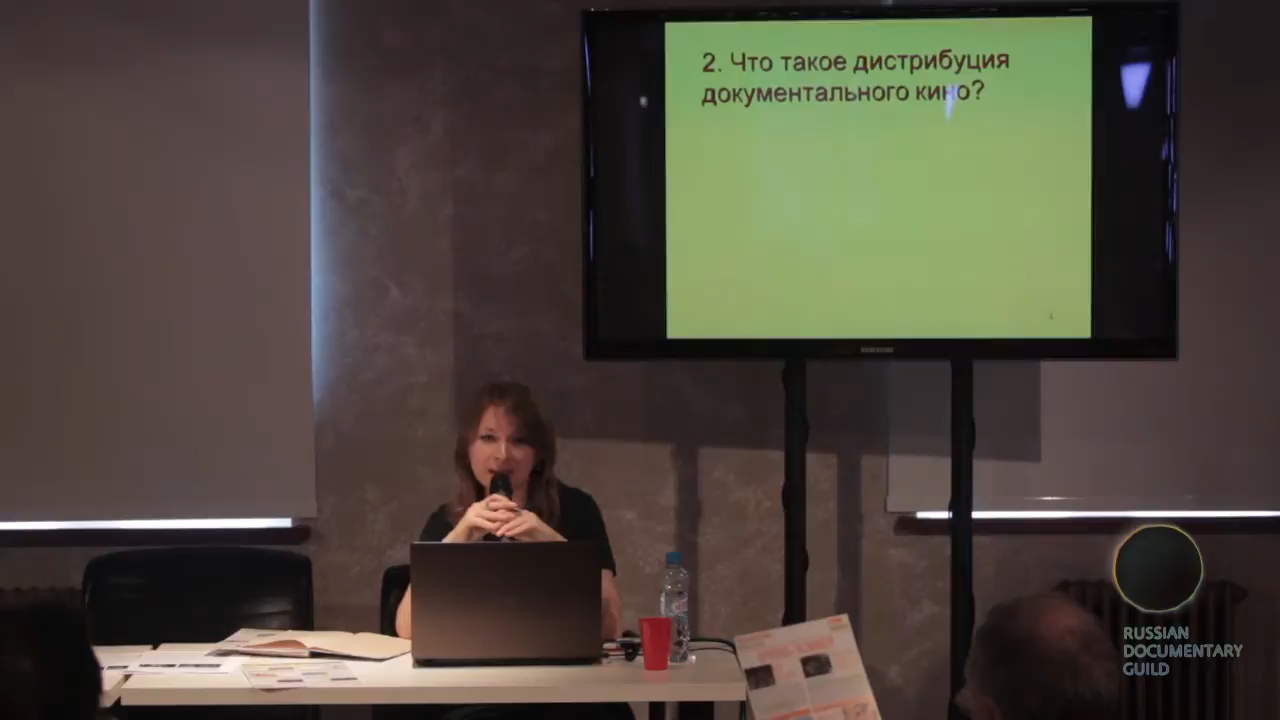 2. Что такое дистрибуция
документального кино?
RUSSIAN
DOCUMENTARY
GUILD